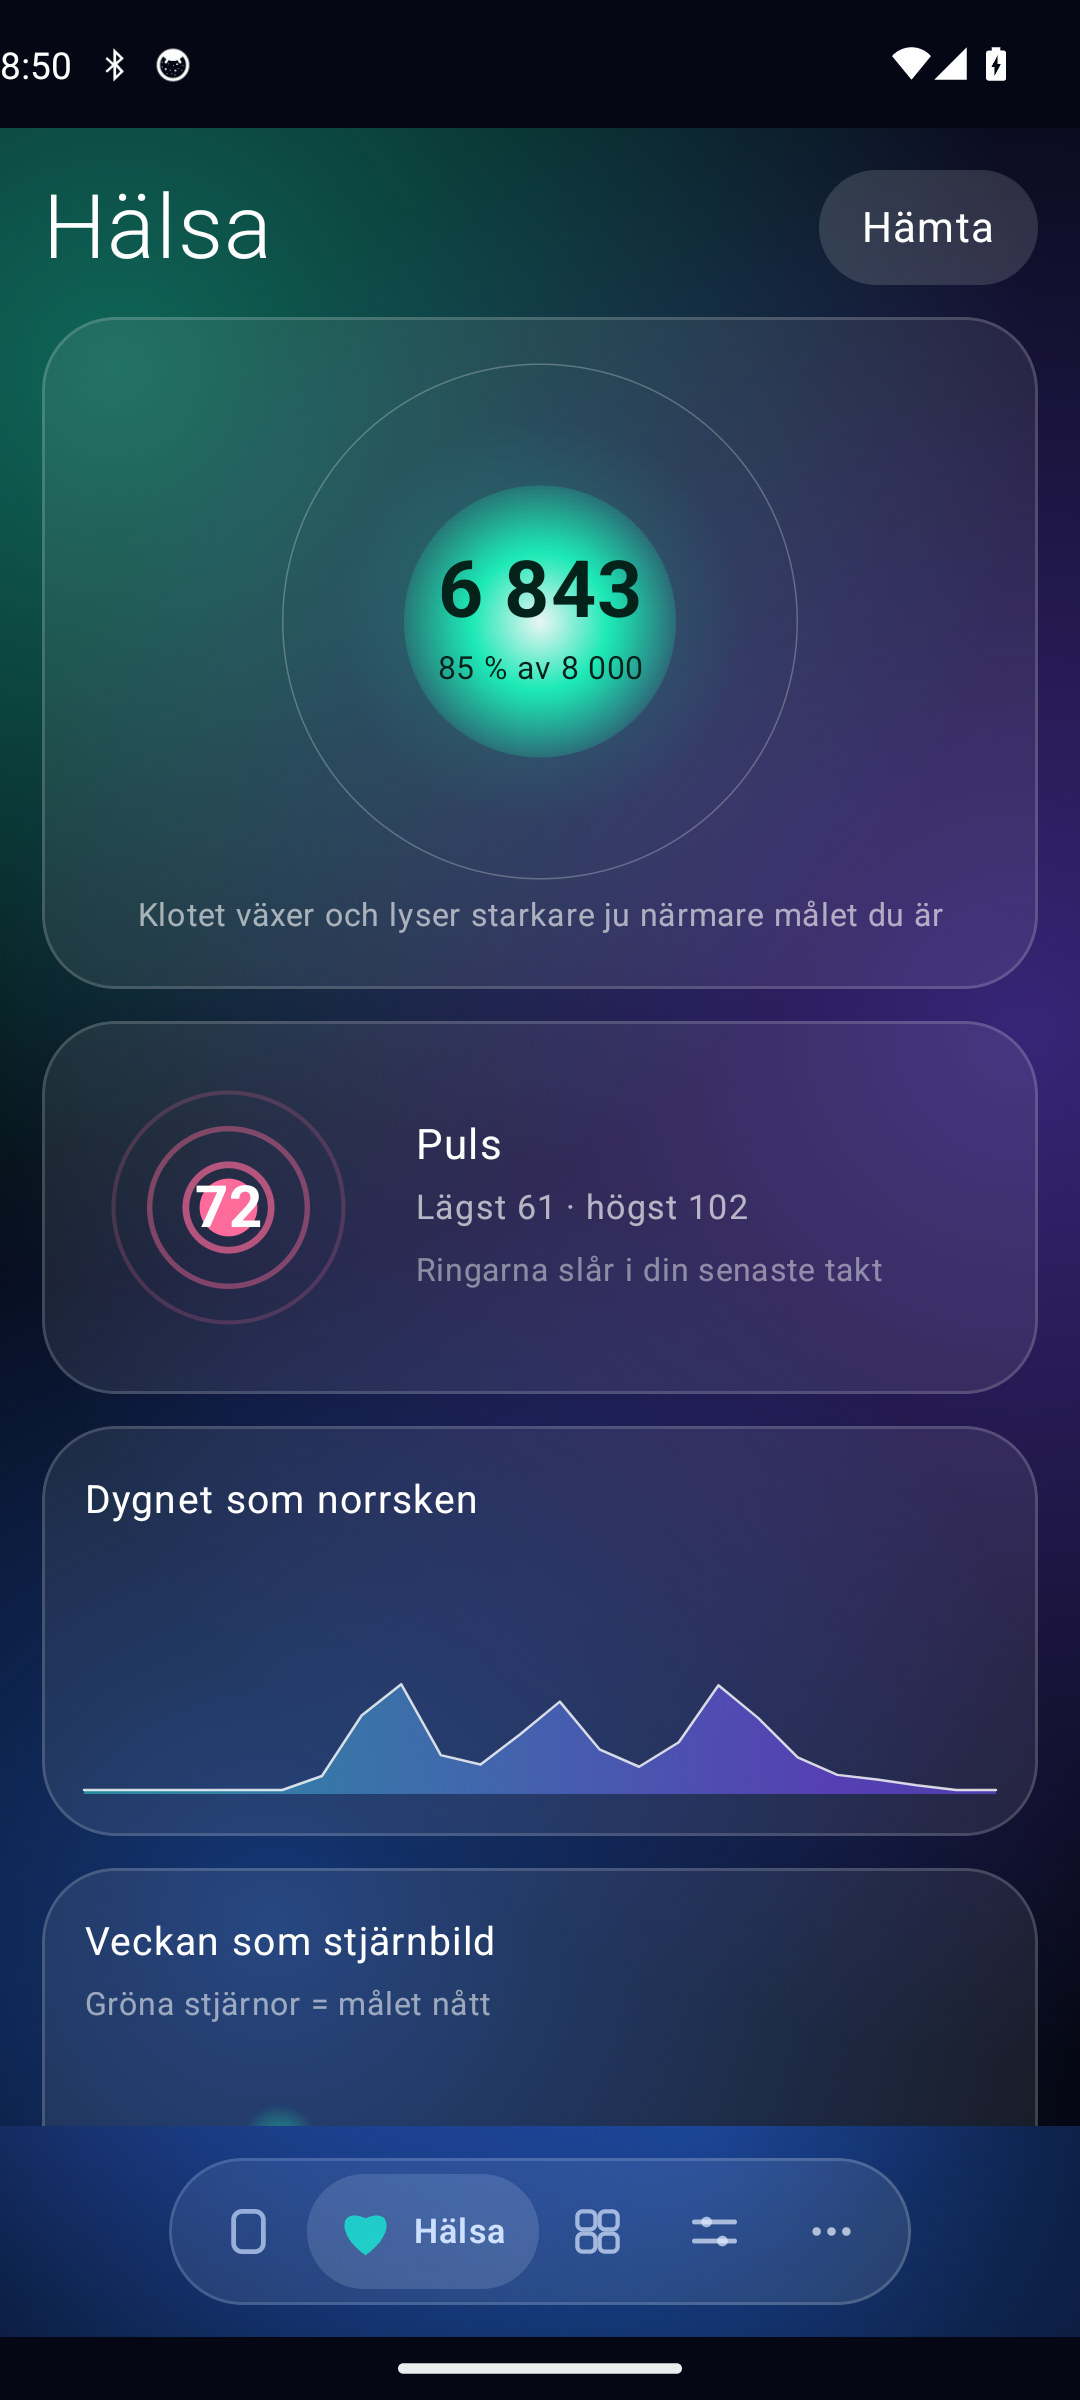 8:50
Hälsa
Hämta
6 843
85 % av 8 000
Klotet växer och lyser starkare ju närmare målet du är
72
Puls
Lägst 61 · högst 102
Ringarna slår i din senaste takt
Dygnet som norrsken
Veckan som stjärnbild
Gröna stjärnor = målet nått
Hälsa